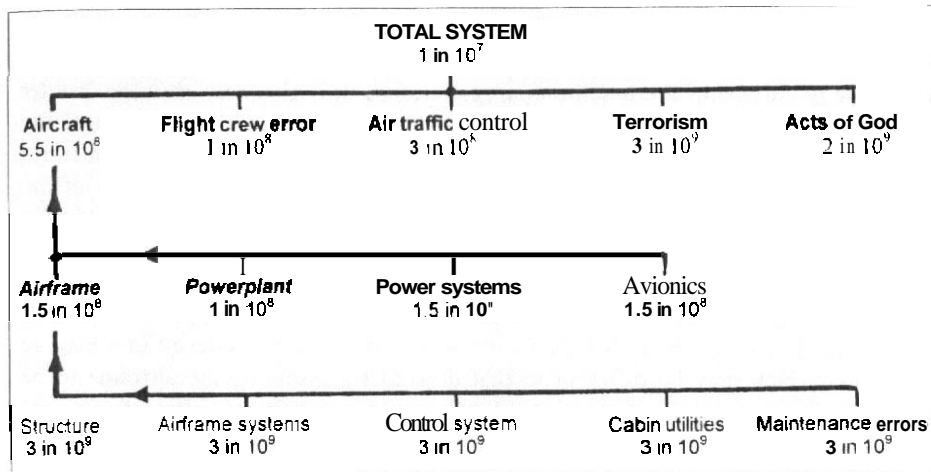 TOTAL SYSTEM
1 in 10⁷
Aircraft Flight crew error Air traffic control Terrorism Acts of God
5.5 in 10⁸ 1 in 10⁸ 3 in 10⁸ 3 in 10⁹ 2 in 10⁹
Airframe Powerplant Power systems Avionics
1.5 in 10⁸ 1 in 10⁸ 1.5 in 10" 1.5 in 10⁸
Structure Airframe systems Control system Cabin utilities Maintenance errors
3 in 10⁹ 3 in 10⁹ 3 in 10⁹ 3 in 10⁹ 3 in 10⁹